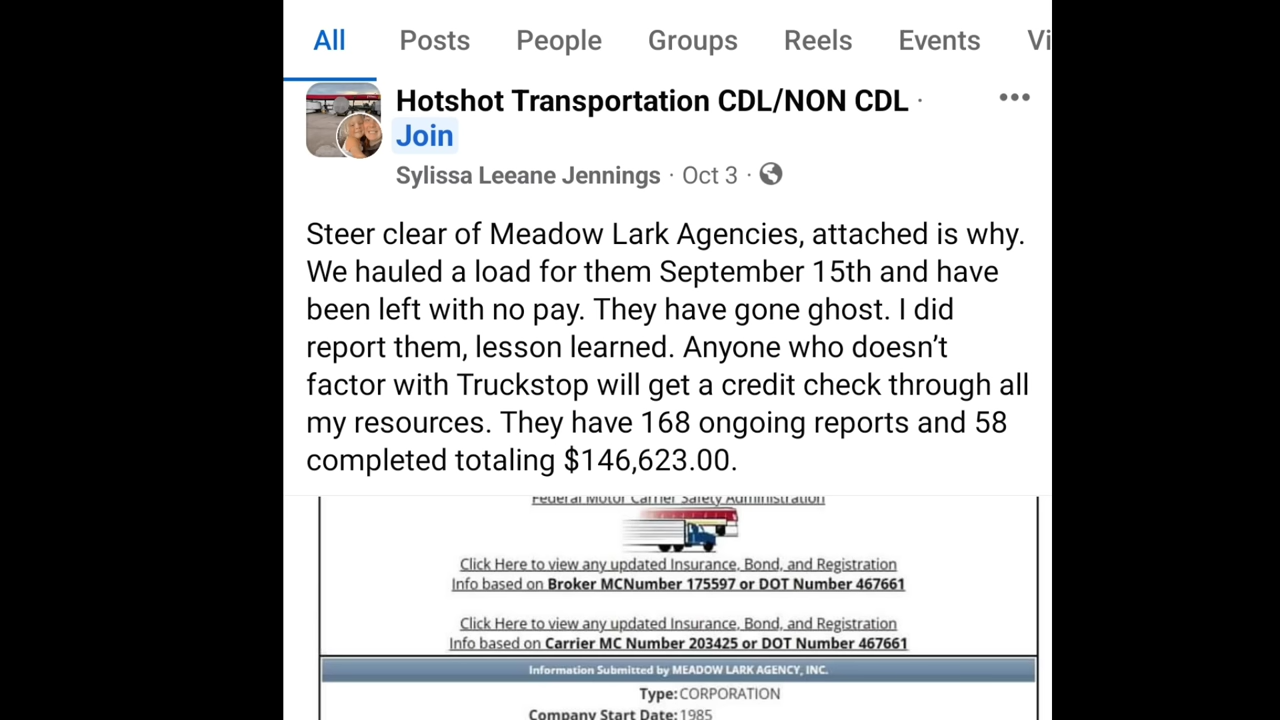 All Posts People Groups Reels Events Vi
Hotshot Transportation CDL/NON CDL ·
Join
Sylissa Leeane Jennings · Oct 3 ·
Steer clear of Meadow Lark Agencies, attached is why.
We hauled a load for them September 15th and have
been left with no pay. They have gone ghost. I did
report them, lesson learned. Anyone who doesn’t
factor with Truckstop will get a credit check through all
my resources. They have 168 ongoing reports and 58
completed totaling $146,623.00.
Federal Motor Carrier Safety Administration
Click Here to view any updated Insurance, Bond, and Registration
Info based on Broker MCNumber 175597 or DOT Number 467661
Click Here to view any updated Insurance, Bond, and Registration
Info based on Carrier MC Number 203425 or DOT Number 467661
Information Submitted by MEADOW LARK AGENCY, INC.
Type: CORPORATION
Company Start Date: 1985